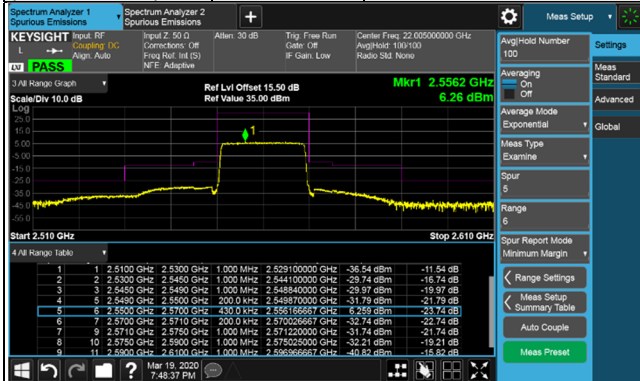 Spectrum Analyzer 1
Spurious Emissions
Spectrum Analyzer 2
Spurious Emissions
Meas Setup
KEYSIGHT
L
LXI PASS
Input: RF
Coupling: DC
Align: Auto
Input Z: 50 Ω
Corrections: Off
Freq Ref: Int (S)
NFE: Adaptive
Atten: 30 dB
Trig: Free Run
Gate: Off
IF Gain: Low
Center Freq: 22.005000000 GHz
Avg|Hold: 100/100
Radio Std: None
3 All Range Graph
Scale/Div 10.0 dB
Ref Lvl Offset 15.50 dB
Ref Value 35.00 dBm
Mkr1 2.5562 GHz
6.26 dBm
Log
25.0
15.0
5.00
-5.00
-15.0
-25.0
-35.0
-45.0
-55.0
1
Start 2.510 GHz
Stop 2.610 GHz
4 All Range Table
1 1 2.5100 GHz 2.5300 GHz 1.000 MHz 2.529100000 GHz -36.54 dBm -11.54 dB
2 2 2.5300 GHz 2.5450 GHz 1.000 MHz 2.544100000 GHz -29.74 dBm -16.74 dB
3 3 2.5450 GHz 2.5490 GHz 1.000 MHz 2.548840000 GHz -29.97 dBm -19.97 dB
4 5 2.5490 GHz 2.5500 GHz 200.0 kHz 2.549870000 GHz -31.79 dBm -21.79 dB
5 6 2.5500 GHz 2.5700 GHz 430.0 kHz 2.556166667 GHz 6.259 dBm -23.74 dB
6 7 2.5700 GHz 2.5710 GHz 200.0 kHz 2.570026667 GHz -32.74 dBm -22.74 dB
7 9 2.5710 GHz 2.5750 GHz 1.000 MHz 2.571220000 GHz -31.74 dBm -21.74 dB
8 10 2.5750 GHz 2.5900 GHz 1.000 MHz 2.575025000 GHz -32.21 dBm -19.21 dB
9 11 2.5900 GHz 2.6100 GHz 1.000 MHz 2.596966667 GHz -40.82 dBm -15.82 dB
Mar 19, 2020
7:48:37 PM
Avg|Hold Number
100
Averaging
On
Off
Average Mode
Exponential
Meas Type
Examine
Spur
5
Range
6
Spur Report Mode
Minimum Margin
Range Settings
Meas Setup
Summary Table
Auto Couple
Meas Preset
Settings
Meas
Standard
Advanced
Global